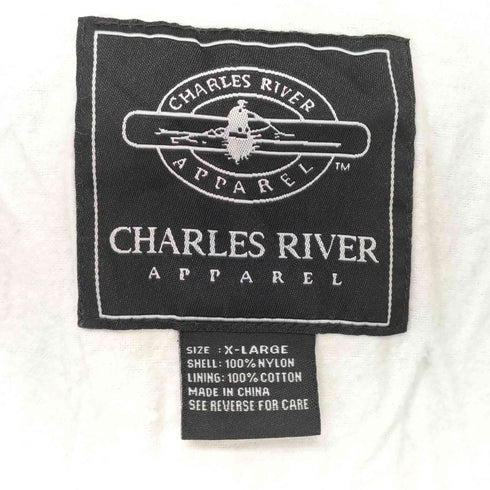 CHARLES RIVER
APPAREL
TM
CHARLES RIVER
APPAREL
SIZE : X-LARGE
SHELL: 100% NYLON
LINING: 100% COTTON
MADE IN CHINA
SEE REVERSE FOR CARE